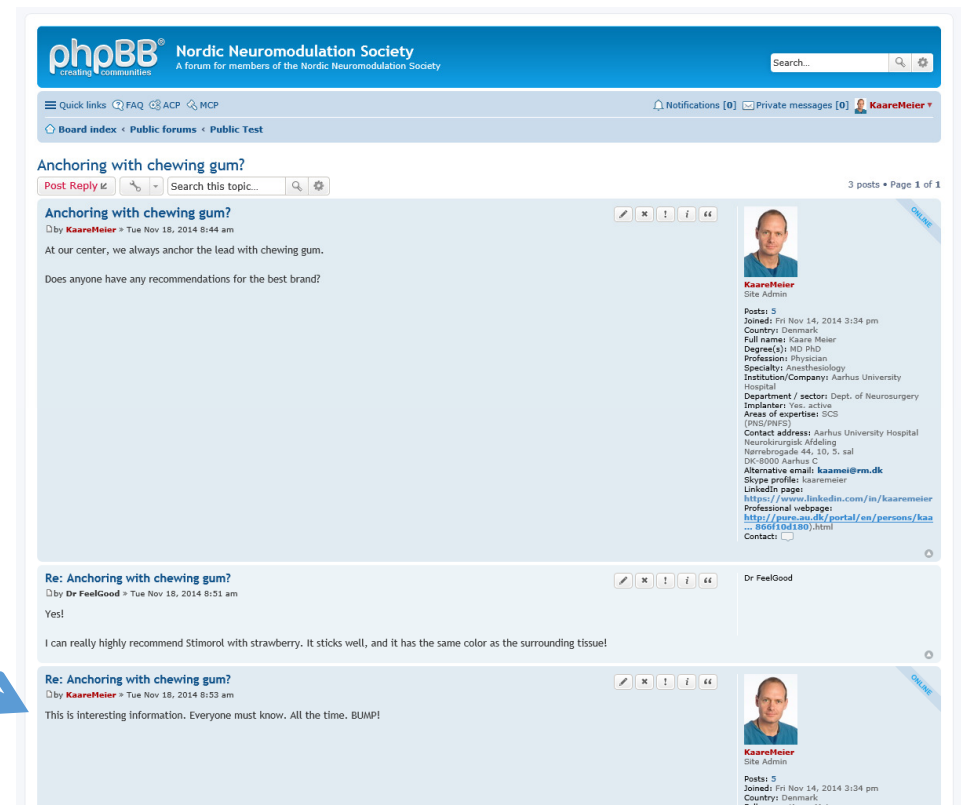 phpBB®
creating communities
Nordic Neuromodulation Society
A forum for members of the Nordic Neuromodulation Society
Search...
Quick links FAQ ACP MCP
Notifications [0] Private messages [0] KaareMeier
Board index ‹ Public forums ‹ Public Test
Anchoring with chewing gum?
Post Reply Search this topic...
3 posts • Page 1 of 1
Anchoring with chewing gum?
by KaareMeier » Tue Nov 18, 2014 8:44 am
At our center, we always anchor the lead with chewing gum.
Does anyone have any recommendations for the best brand?
ONLINE
KaareMeier
Site Admin
Posts: 5
Joined: Fri Nov 14, 2014 3:34 pm
Country: Denmark
Full name: Kaare Meier
Degree(s): MD PhD
Profession: Physician
Specialty: Anesthesiology
Institution/Company: Aarhus University
Hospital
Department / sector: Dept. of Neurosurgery
Implanter: Yes. active
Areas of expertise: SCS
(PNS/PNFS)
Contact address: Aarhus University Hospital
Neurokirurgisk Afdeling
Nørrebrogade 44, 10, 5. sal
DK-8000 Aarhus C
Alternative email: kaamei@rm.dk
Skype profile: kaaremeier
LinkedIn page:
https://www.linkedin.com/in/kaaremeier
Professional webpage:
http://pure.au.dk/portal/en/persons/kaa
... 866f10d180).html
Contact:
Re: Anchoring with chewing gum?
by Dr FeelGood » Tue Nov 18, 2014 8:51 am
Yes!
I can really highly recommend Stimorol with strawberry. It sticks well, and it has the same color as the surrounding tissue!
Dr FeelGood
Re: Anchoring with chewing gum?
by KaareMeier » Tue Nov 18, 2014 8:53 am
This is interesting information. Everyone must know. All the time. BUMP!
ONLINE
KaareMeier
Site Admin
Posts: 5
Joined: Fri Nov 14, 2014 3:34 pm
Country: Denmark